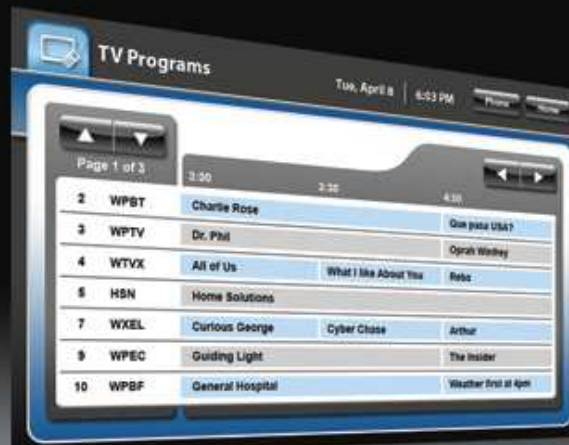 TV Programs
Tue, April 8 | 6:03 PM Phone Home
Page 1 of 3
3:00 3:30 4:00
2 WPBT Charlie Rose Que pasa USA?
3 WPTV Dr. Phil Oprah Winfrey
4 WTVX All of Us What I like About You Reba
5 HSN Home Solutions
7 WXEL Curious George Cyber Chase Arthur
9 WPEC Guiding Light The Insider
10 WPBF General Hospital Weather first at 4pm